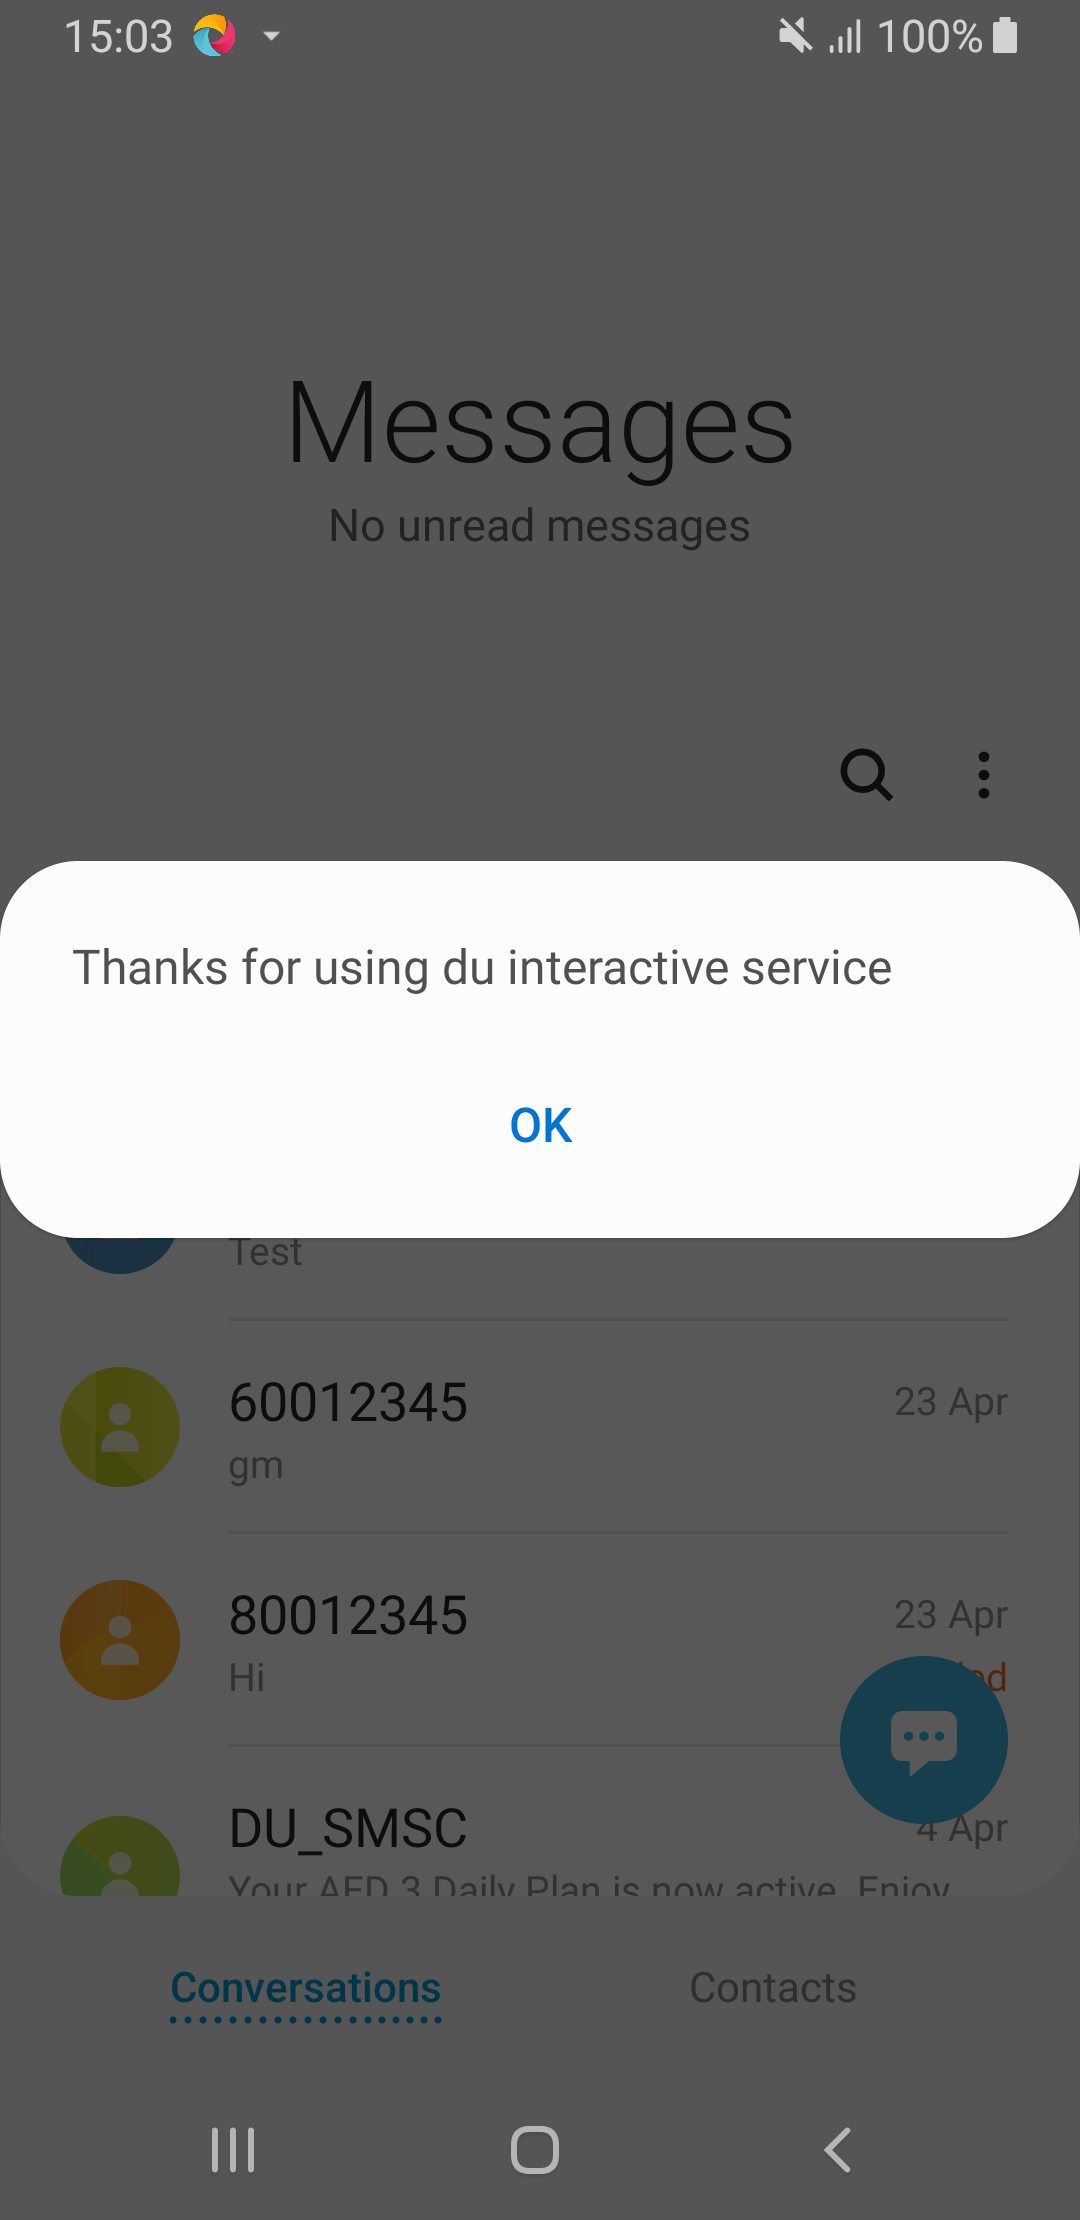 15:03
100%
Messages
No unread messages
Thanks for using du interactive service
OK
Test
60012345
23 Apr
gm
80012345
23 Apr
Hi
DU_SMSC
4 Apr
Your AED 3 Daily Plan is now active. Enjoy
Conversations
Contacts